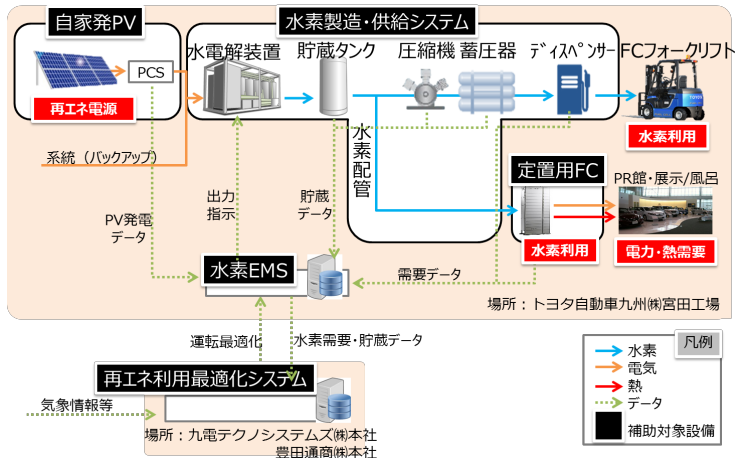 自家発PV
水素製造・供給システム
水電解装置
貯蔵タンク
圧縮機
蓄圧器
ディスペンサー
FCフォークリフト
PCS
再エネ電源
水素利用
系統（バックアップ）
水素配管
定置用FC
PR館・展示/風呂
PV発電
データ
出力
指示
貯蔵
データ
水素利用
電力・熱需要
水素EMS
需要データ
場所：トヨタ自動車九州㈱宮田工場
運転最適化
水素需要・貯蔵データ
再エネ利用最適化システム
気象情報等
場所：九電テクノシステムズ㈱本社
豊田通商㈱本社
凡例
水素
電気
熱
データ
補助対象設備